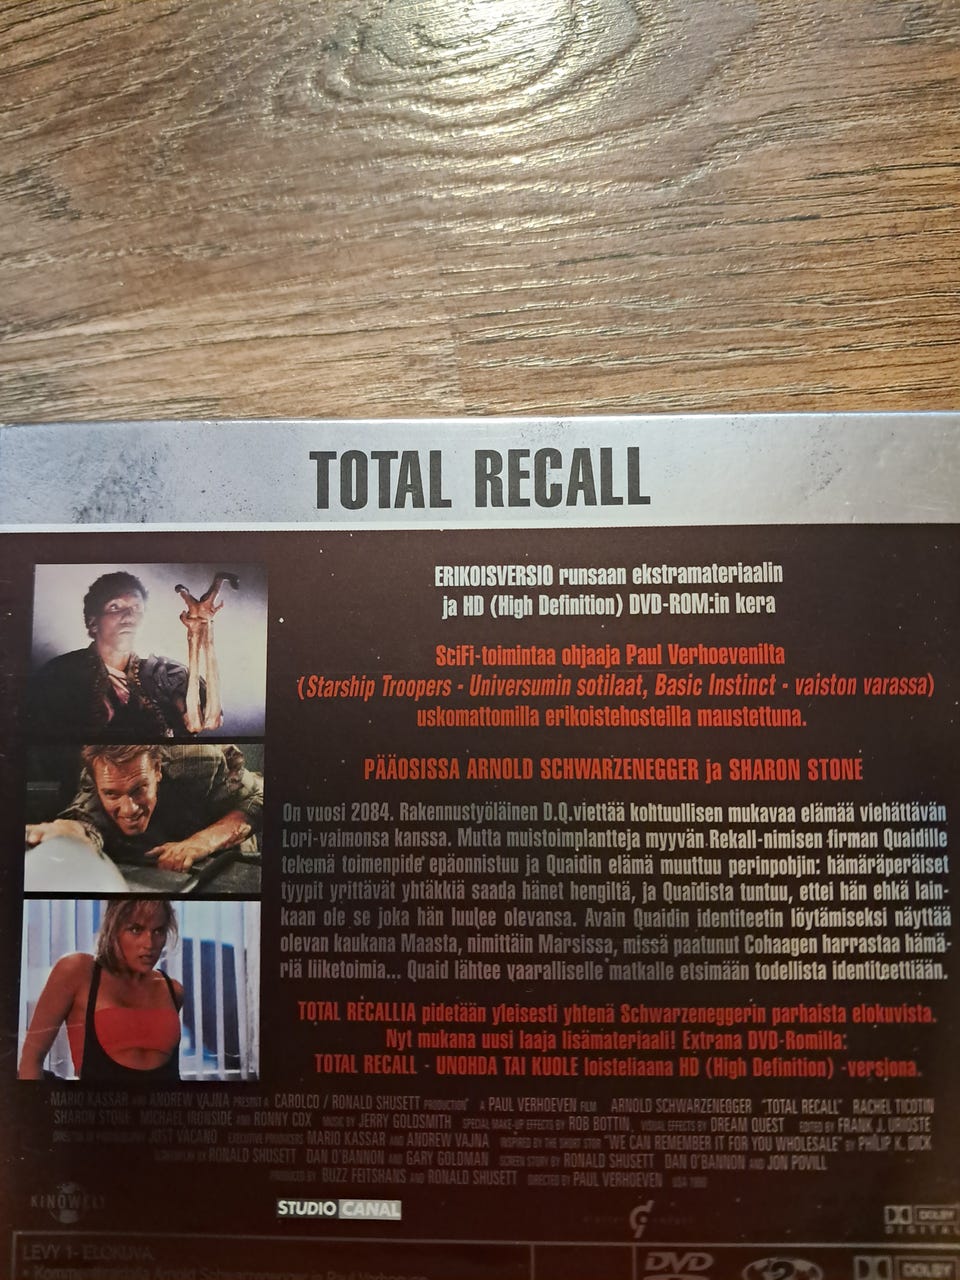 TOTAL RECALL
ERIKOISVERSIO runsaan ekstramateriaalin
ja HD (High Definition) DVD-ROM:in kera
SciFi-toimintaa ohjaaja Paul Verhoevenilta
(Starship Troopers - Universumin sotilaat, Basic Instinct - vaiston varassa)
uskomattomilla erikoistehosteilla maustettuna.
PÄÄOSISSA ARNOLD SCHWARZENEGGER ja SHARON STONE
On vuosi 2084. Rakennustyöläinen D.Q.viettää kohtuullisen mukavaa elämää viehättävän
Lori-vaimonsa kanssa. Mutta muistoimplantteja myyvän Rekall-nimisen firman Quaidille
tekemä toimenpide epäonnistuu ja Quaidin elämä muuttuu perinpohjin: hämäräperäiset
tyypit yrittävät yhtäkkiä saada hänet hengiltä, ja Quaidista tuntuu, ettei hän ehkä lain-
kaan ole se joka hän luulee olevansa. Avain Quaidin identiteetin löytämiseksi näyttää
olevan kaukana Maasta, nimittäin Marsissa, missä paatunut Cohaagen harrastaa hämä-
riä liiketoimia... Quaid lähtee vaaralliselle matkalle etsimään todellista identiteettiään.
TOTAL RECALLIA pidetään yleisesti yhtenä Schwarzeneggerin parhaista elokuvista.
Nyt mukana uusi laaja lisämateriaali! Extrana DVD-Romilla:
TOTAL RECALL - UNOHDA TAI KUOLE loisteliaana HD (High Definition) -versiona.
MARIO KASSAR AND ANDREW VAJNA PRESENT A CAROLCO / RONALD SHUSETT PRODUCTION A PAUL VERHOEVEN FILM ARNOLD SCHWARZENEGGER "TOTAL RECALL" RACHEL TICOTIN
SHARON STONE MICHAEL IRONSIDE AND RONNY COX MUSIC BY JERRY GOLDSMITH SPECIAL MAKE-UP EFFECTS BY ROB BOTTIN, VISUAL EFFECTS BY DREAM QUEST EDITED BY FRANK J. URIOSTE
DIRECTOR OF PHOTOGRAPHY JOST VACANO EXECUTIVE PRODUCERS MARIO KASSAR AND ANDREW VAJNA INSPIRED BY THE SHORT STORY "WE CAN REMEMBER IT FOR YOU WHOLESALE" BY PHILIP K. DICK
SCREENPLAY BY RONALD SHUSETT DAN O'BANNON AND GARY GOLDMAN SCREEN STORY BY RONALD SHUSETT DAN O'BANNON AND JON POVILL
PRODUCED BY BUZZ FEITSHANS AND RONALD SHUSETT DIRECTED BY PAUL VERHOEVEN USA 1990
KINOWELT
STUDIO CANAL
DOLBY
DIGITAL
LEVY 1- ELOKUVA
DVD
DOLBY